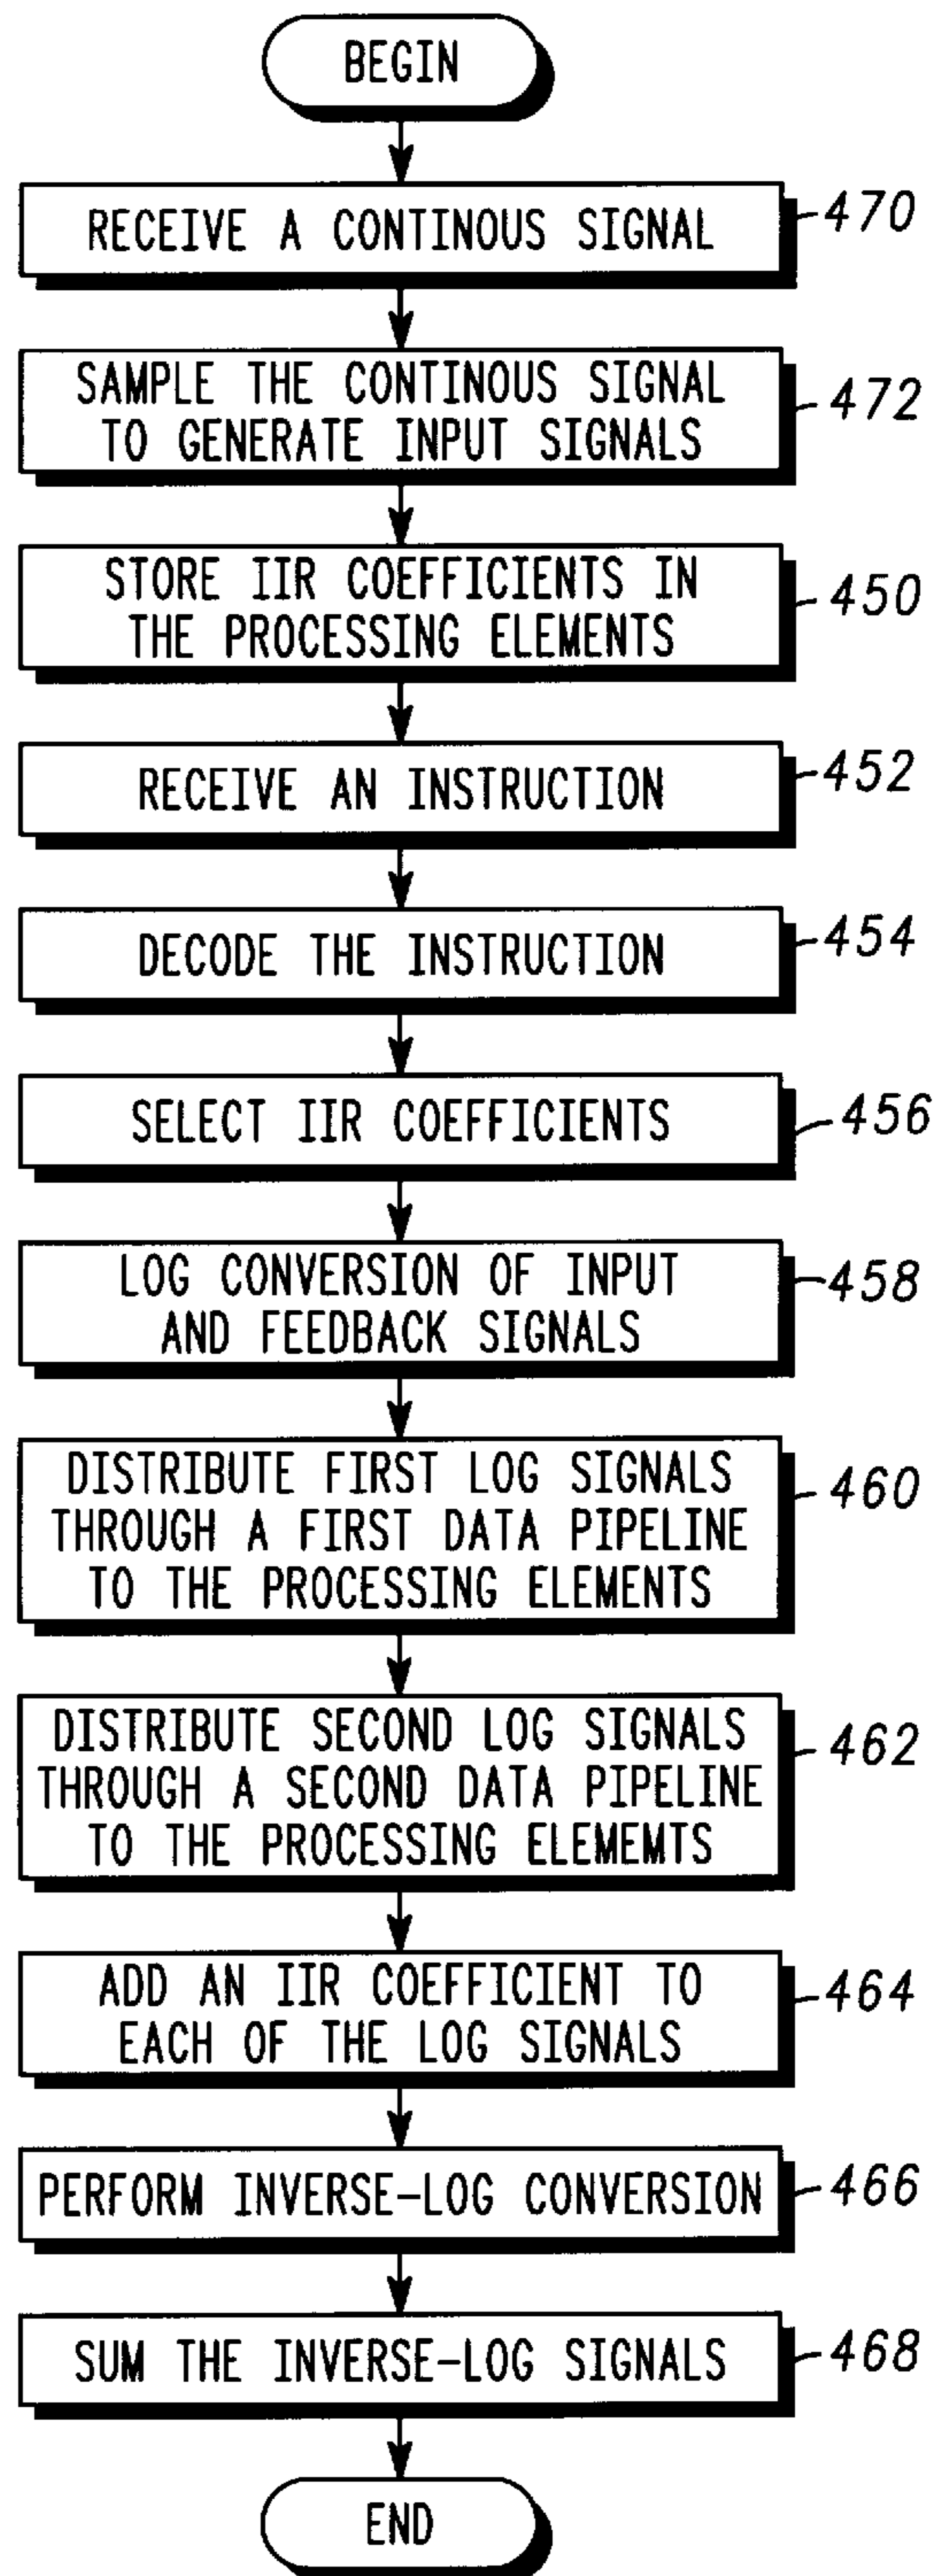 BEGIN
RECEIVE A CONTINOUS SIGNAL
470
SAMPLE THE CONTINOUS SIGNAL
TO GENERATE INPUT SIGNALS
472
STORE IIR COEFFICIENTS IN
THE PROCESSING ELEMENTS
450
RECEIVE AN INSTRUCTION
452
DECODE THE INSTRUCTION
454
SELECT IIR COEFFICIENTS
456
LOG CONVERSION OF INPUT
AND FEEDBACK SIGNALS
458
DISTRIBUTE FIRST LOG SIGNALS
THROUGH A FIRST DATA PIPELINE
TO THE PROCESSING ELEMENTS
460
DISTRIBUTE SECOND LOG SIGNALS
THROUGH A SECOND DATA PIPELINE
TO THE PROCESSING ELEMEMTS
462
ADD AN IIR COEFFICIENT TO
EACH OF THE LOG SIGNALS
464
PERFORM INVERSE-LOG CONVERSION
466
SUM THE INVERSE-LOG SIGNALS
468
END